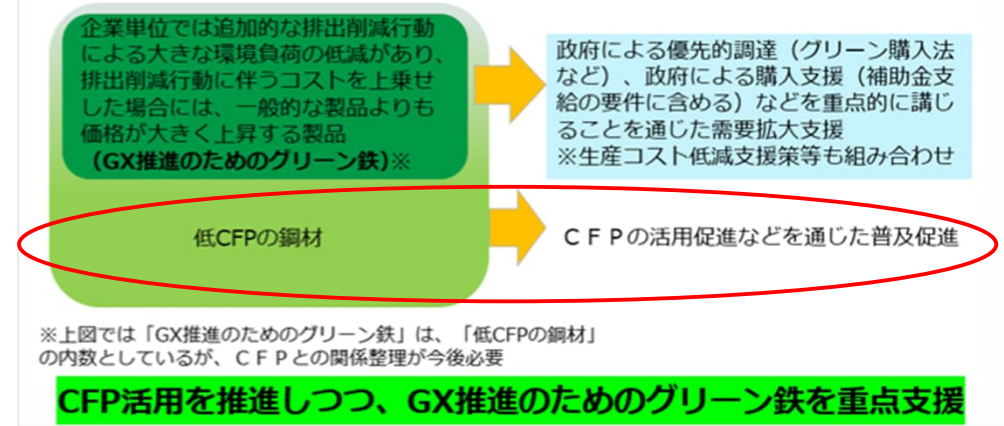 企業単位では追加的な排出削減行動
による大きな環境負荷の低減があり、
排出削減行動に伴うコストを上乗せ
した場合には、一般的な製品よりも
価格が大きく上昇する製品
(GX推進のためのグリーン鉄)※
政府による優先的調達（グリーン購入法
など）、政府による購入支援（補助金支
給の要件に含める）などを重点的に講じ
ることを通じた需要拡大支援
※生産コスト低減支援策等も組み合わせ
低CFPの鋼材
ＣＦＰの活用促進などを通じた普及促進
※上図では「GX推進のためのグリーン鉄」は、「低CFPの鋼材」
の内数としているが、ＣＦＰとの関係整理が今後必要
CFP活用を推進しつつ、GX推進のためのグリーン鉄を重点支援